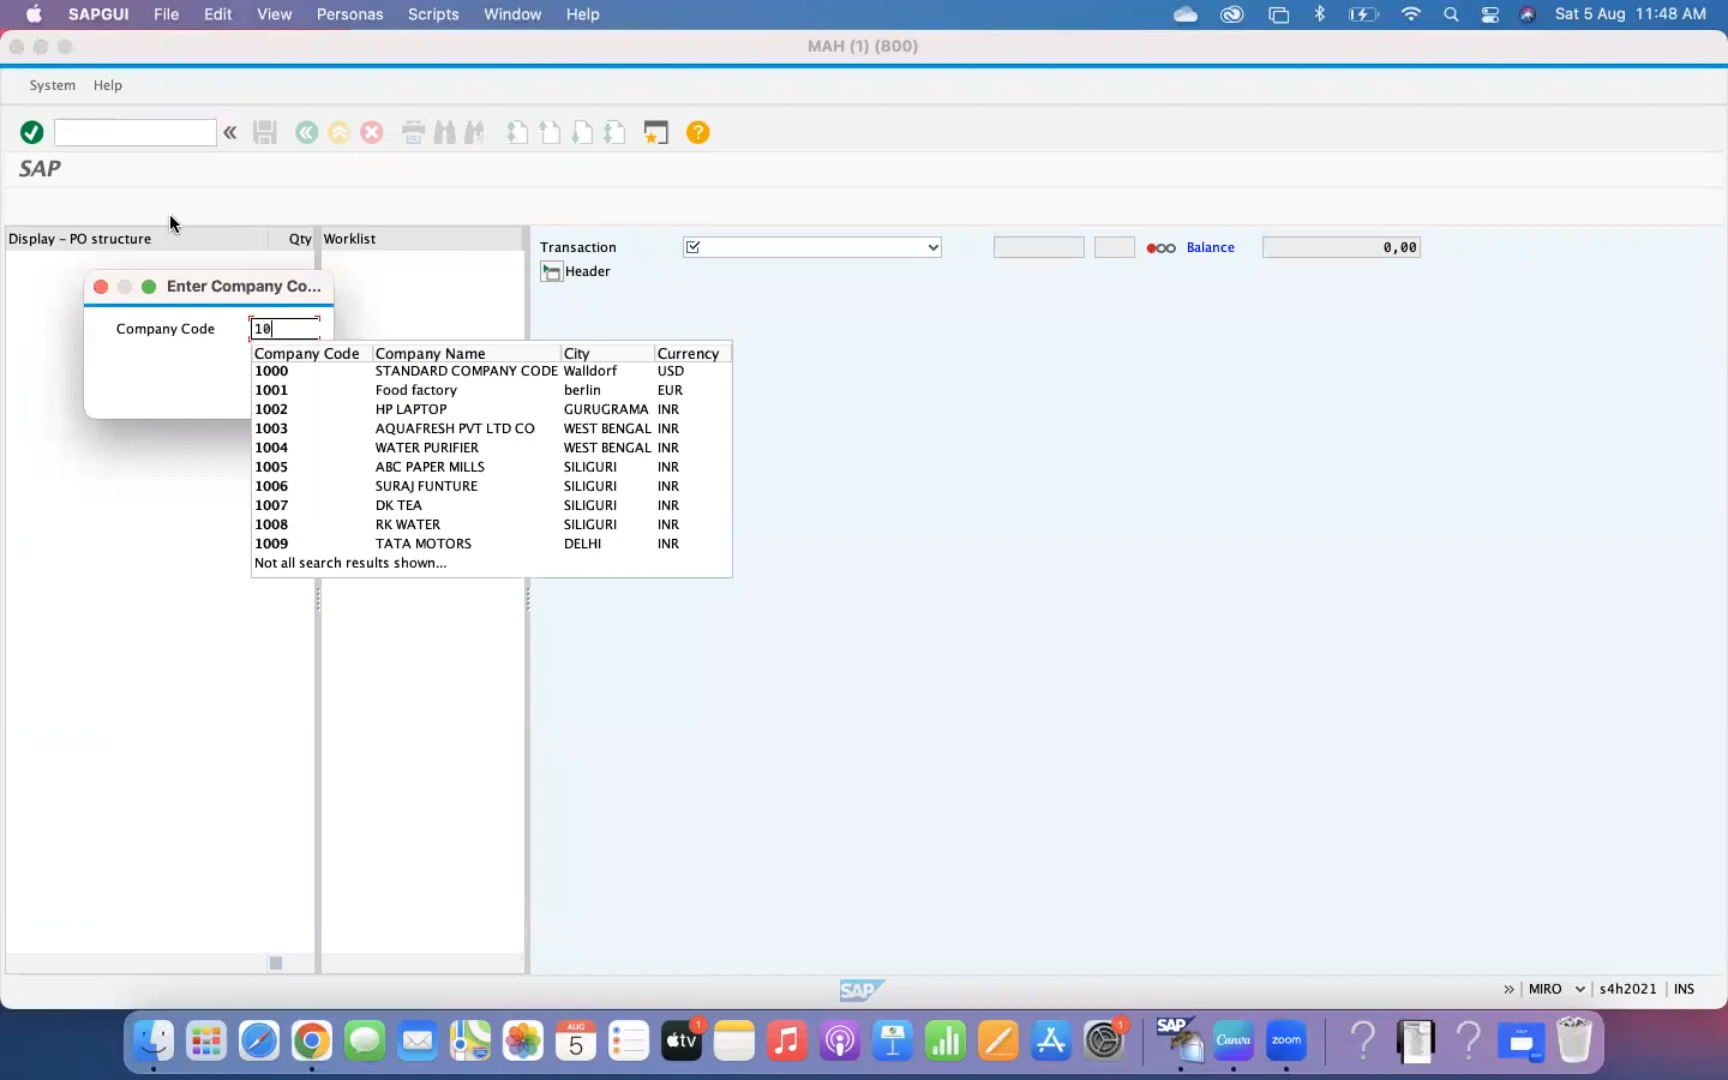 SAPGUI File Edit View Personas Scripts Window Help Sat 5 Aug 11:48 AM
MAH (1) (800)
System Help
SAP
Display - PO structure Qty Worklist Transaction Balance 0,00
Header
Enter Company Co...
Company Code 10
Company Code Company Name City Currency
1000 STANDARD COMPANY CODE Walldorf USD
1001 Food factory berlin EUR
1002 HP LAPTOP GURUGRAMA INR
1003 AQUAFRESH PVT LTD CO WEST BENGAL INR
1004 WATER PURIFIER WEST BENGAL INR
1005 ABC PAPER MILLS SILIGURI INR
1006 SURAJ FUNTURE SILIGURI INR
1007 DK TEA SILIGURI INR
1008 RK WATER SILIGURI INR
1009 TATA MOTORS DELHI INR
Not all search results shown...
SAP MIRO s4h2021 INS
AUG 5 tv 1 1 SAP Canva zoom